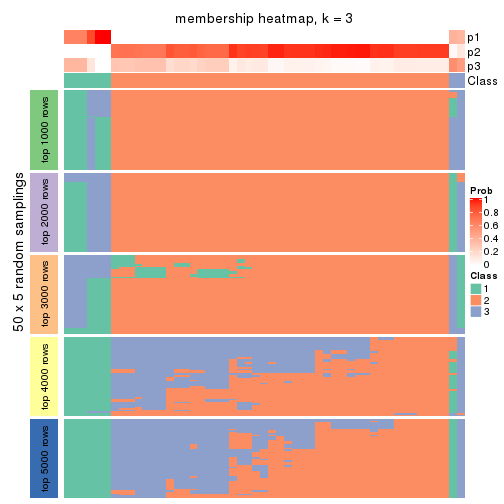 membership heatmap, k = 3
p1
p2
p3
Class
50 x 5 random samplings
top 1000 rows
top 2000 rows
top 3000 rows
top 4000 rows
top 5000 rows
Prob
1
0.8
0.6
0.4
0.2
0
Class
1
2
3